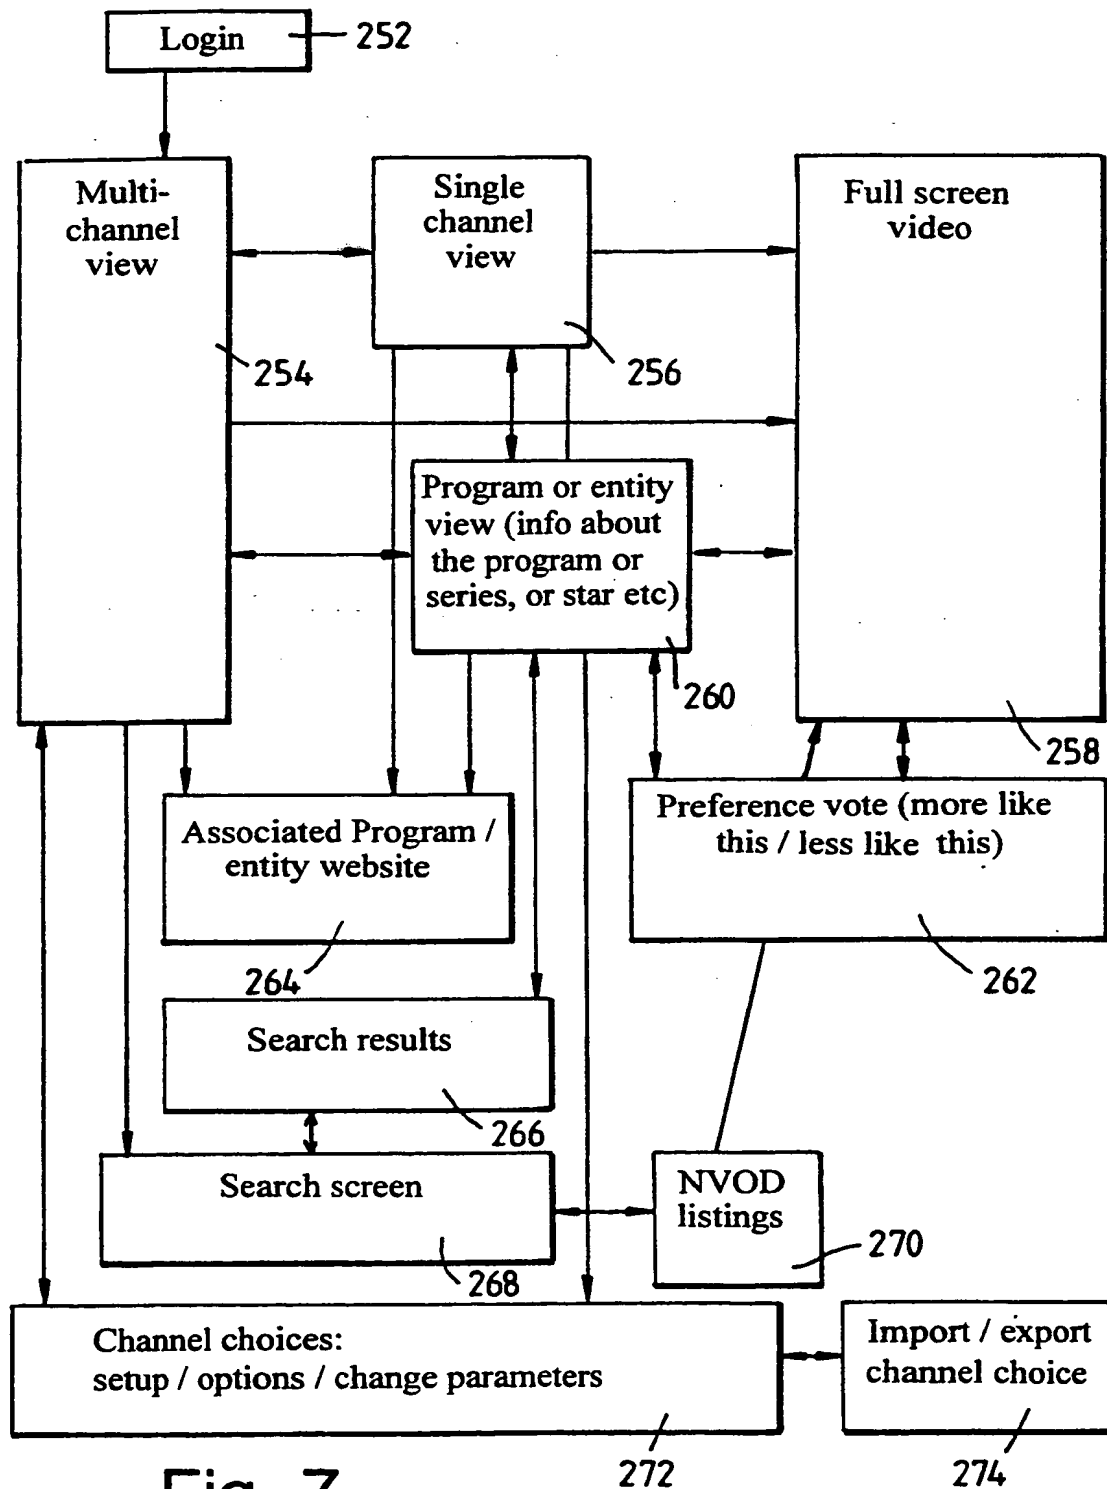 Login
252
Multi-
channel
view
254
Single
channel
view
256
Full screen
video
258
Program or entity
view (info about
the program or
series, or star etc)
260
Preference vote (more like
this / less like this)
262
Associated Program /
entity website
264
Search results
266
Search screen
268
NVOD
listings
270
Channel choices:
setup / options / change parameters
272
Import / export
channel choice
274
Fig. 7